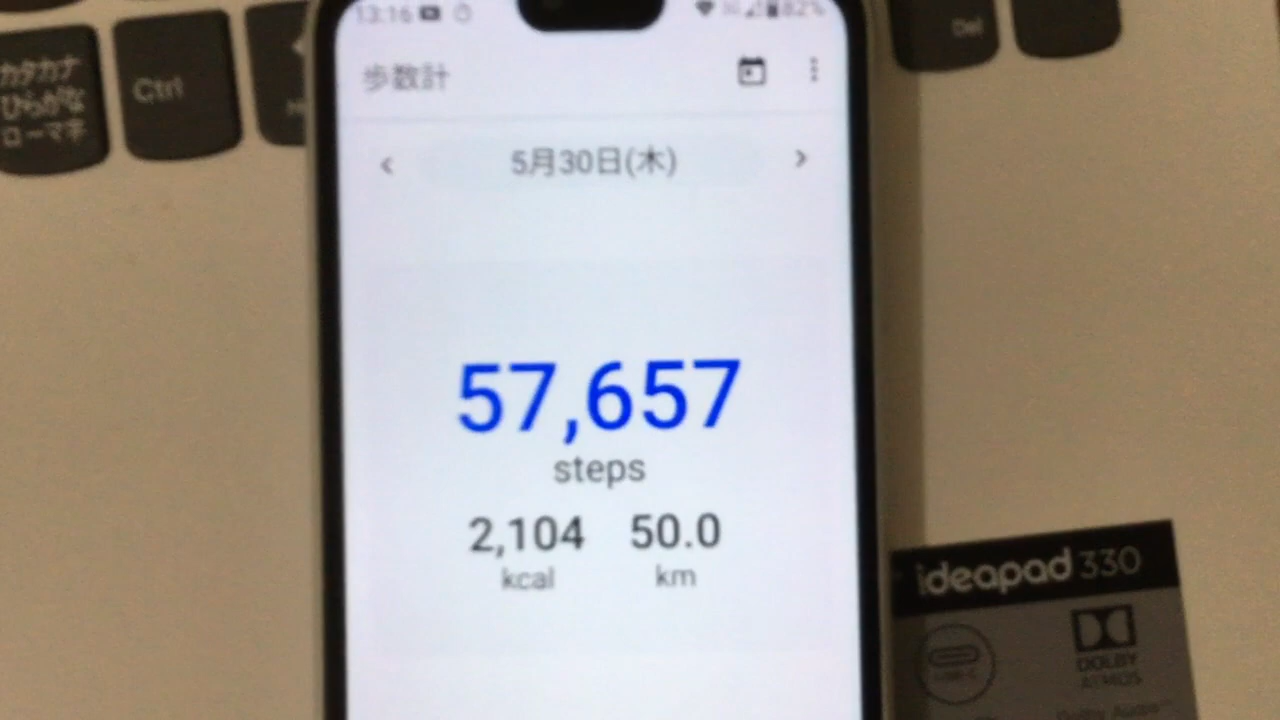 13:16
82%
カタカナ
ひらがな
ローマ字
Ctrl
Del
歩数計
5月30日(木)
57,657
steps
2,104 50.0
kcal km
ideapad 330
DOLBY
ATMOS